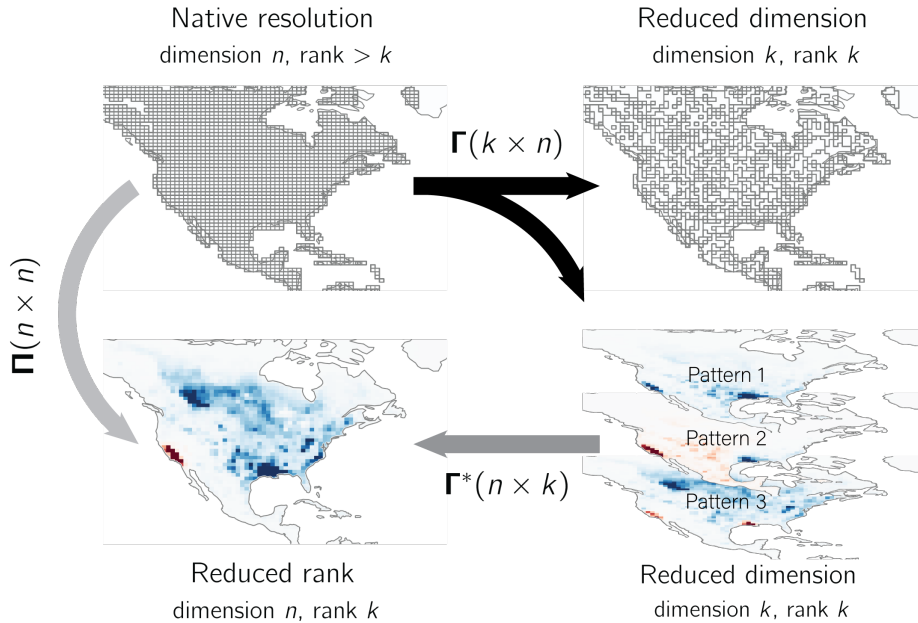 Native resolution
dimension n, rank > k
Reduced dimension
dimension k, rank k
Γ(k × n)
Π(n × n)
Pattern 1
Pattern 2
Pattern 3
Γ*(n × k)
Reduced rank
dimension n, rank k
Reduced dimension
dimension k, rank k